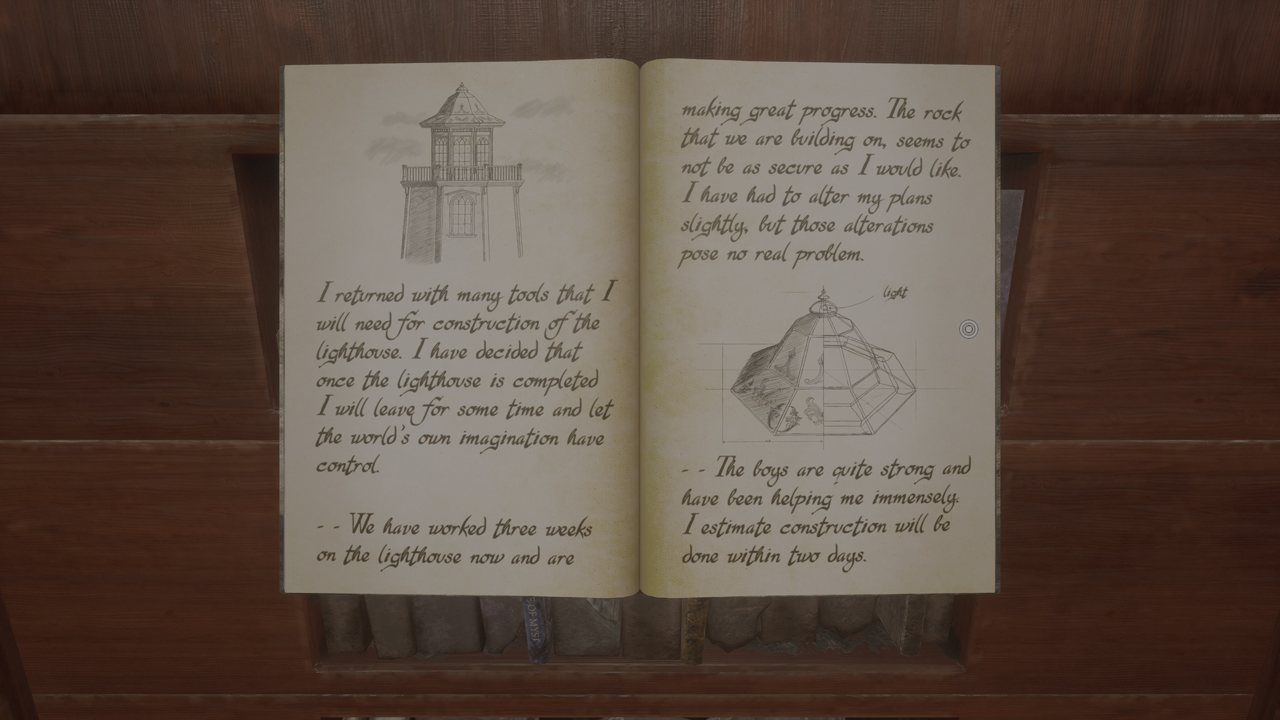 I returned with many tools that I
will need for construction of the
lighthouse. I have decided that
once the lighthouse is completed
I will leave for some time and let
the world's own imagination have
control.
- - We have worked three weeks
on the lighthouse now and are
making great progress. The rock
that we are building on, seems to
not be as secure as I would like.
I have had to alter my plans
slightly, but those alterations
pose no real problem.
light
- - The boys are quite strong and
have been helping me immensely.
I estimate construction will be
done within two days.
OF MYST